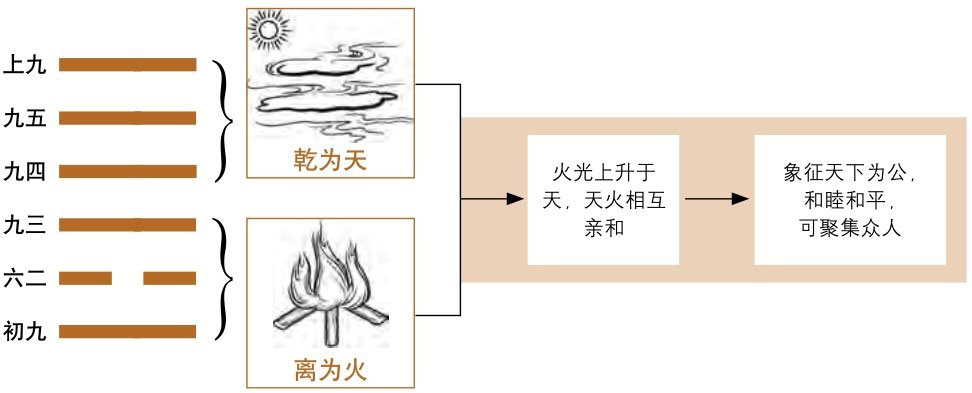 上九
九五
九四
九三
六二
初九
乾为天
离为火
火光上升于
天，天火相互
亲和
象征天下为公，
和睦和平，
可聚集众人